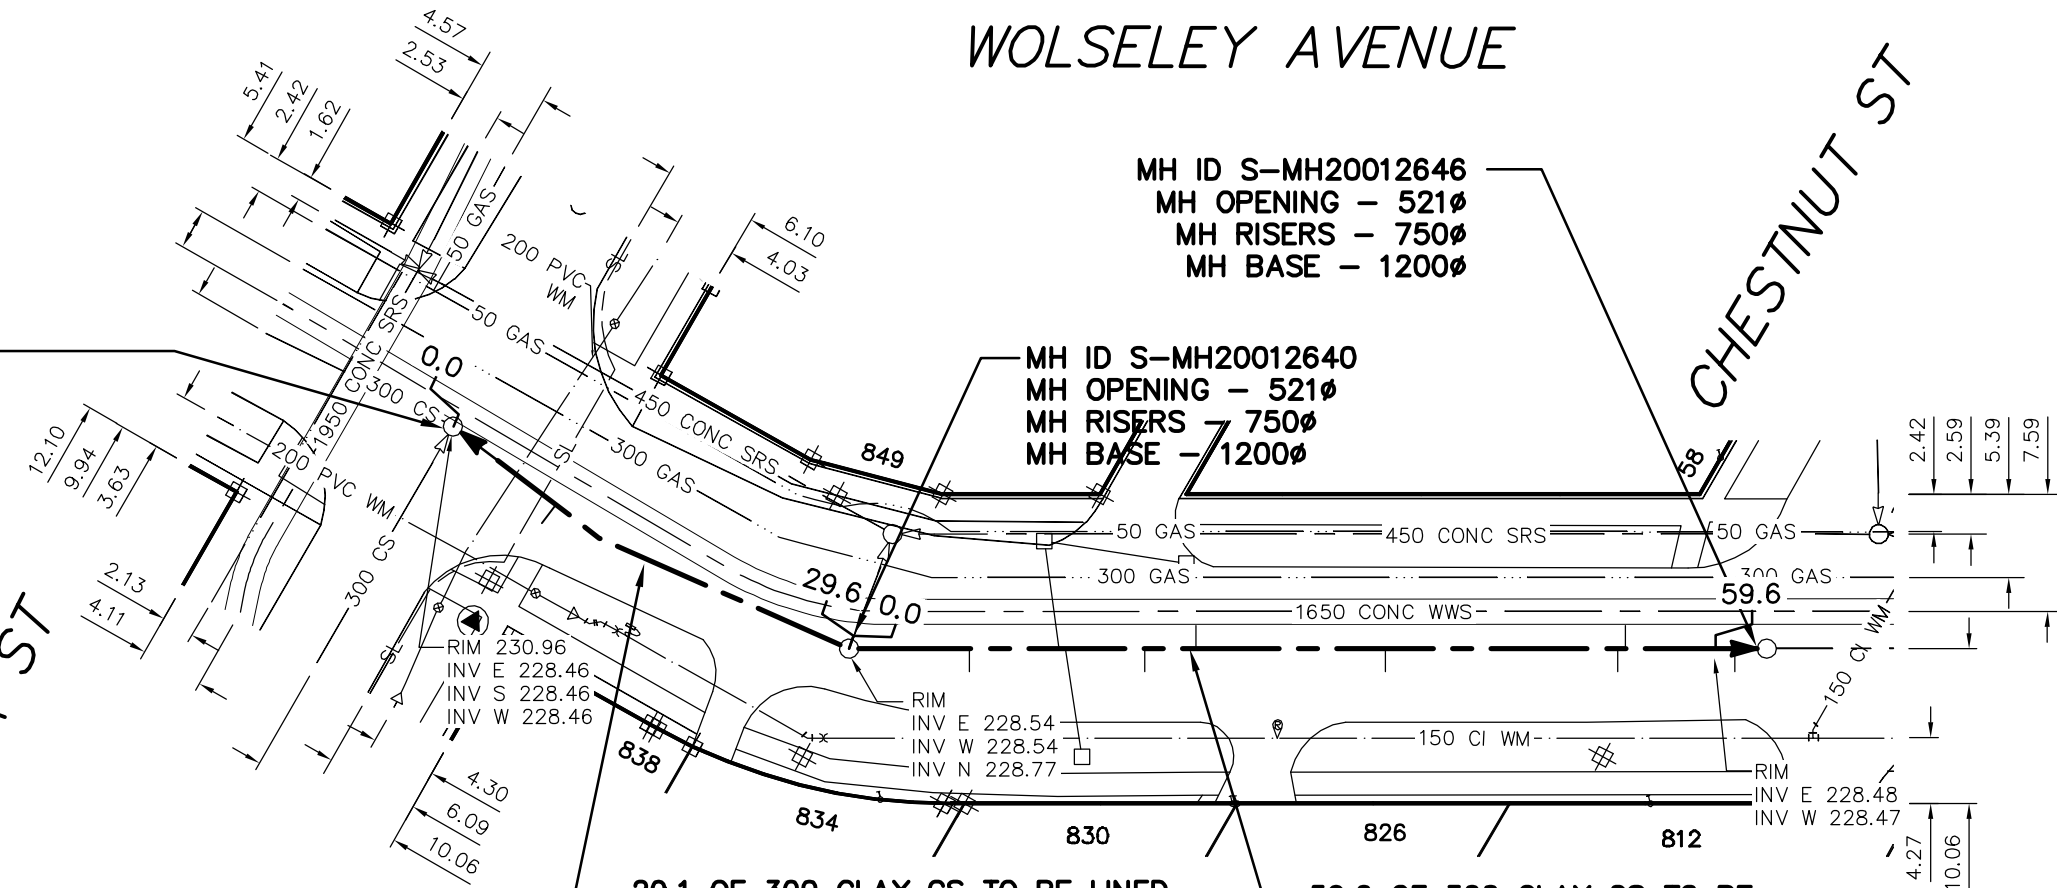 WOLSELEY AVENUE
CHESTNUT ST
ST
4.57
2.53
5.41
2.42
1.62
50 GAS
200 PVC
WM
SL
6.10
4.03
MH ID S-MH20012646
MH OPENING - 521ø
MH RISERS - 750ø
MH BASE - 1200ø
MH ID S-MH20012640
MH OPENING - 521ø
MH RISERS - 750ø
MH BASE - 1200ø
50 GAS
1950 CONC SRS
0.0
300 CS
450 CONC SRS
300 GAS
849
SL
12.10
9.94
3.63
200 PVC WM
300 CS
2.13
4.11
SL
58
2.42
2.59
5.39
7.59
50 GAS
450 CONC SRS
50 GAS
300 GAS
300 GAS
29.6
0.0
59.6
1650 CONC WWS
150 CI WM
RIM 230.96
INV E 228.46
INV S 228.46
INV W 228.46
RIM
INV E 228.54
INV W 228.54
INV N 228.77
150 CI WM
RIM
INV E 228.48
INV W 228.47
838
834
830
826
812
4.30
6.09
10.06
4.27
10.06